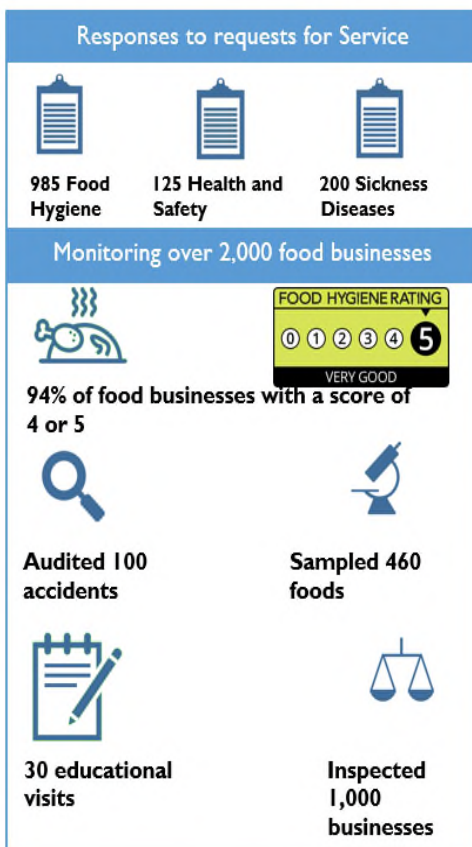 Responses to requests for Service
985 Food
Hygiene
125 Health and
Safety
200 Sickness
Diseases
Monitoring over 2,000 food businesses
FOOD HYGIENE RATING
0 1 2 3 4 5
VERY GOOD
94% of food businesses with a score of
4 or 5
Audited 100
accidents
Sampled 460
foods
30 educational
visits
Inspected
1,000
businesses